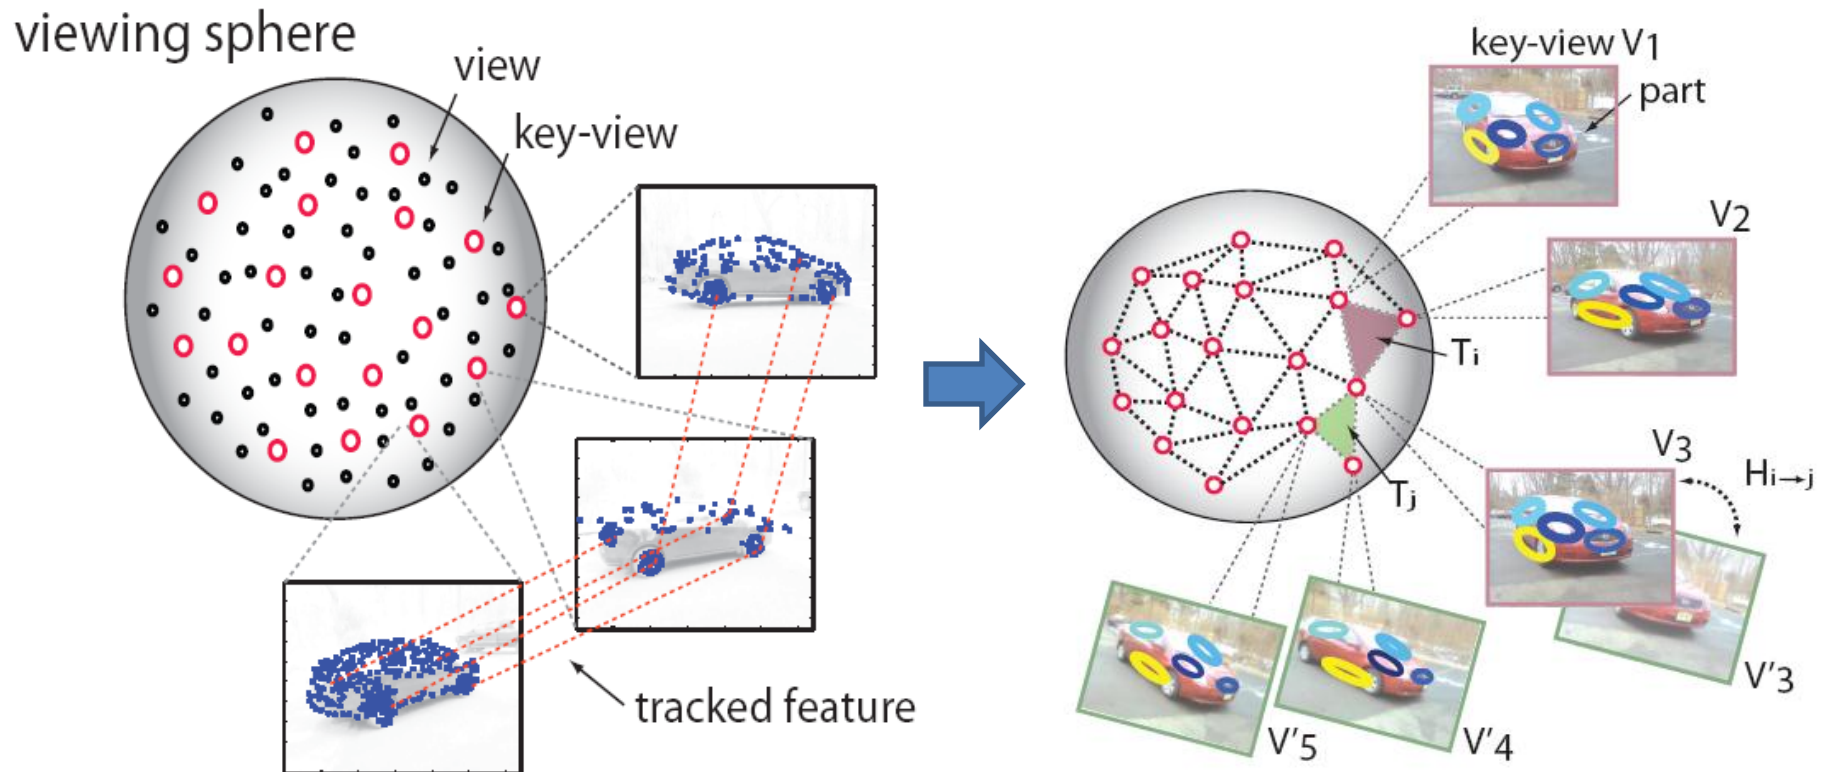 viewing sphere
view
key-view
tracked feature
key-view V1
part
V2
Ti
Tj
V3
Hi→j
V'3
V'4
V'5